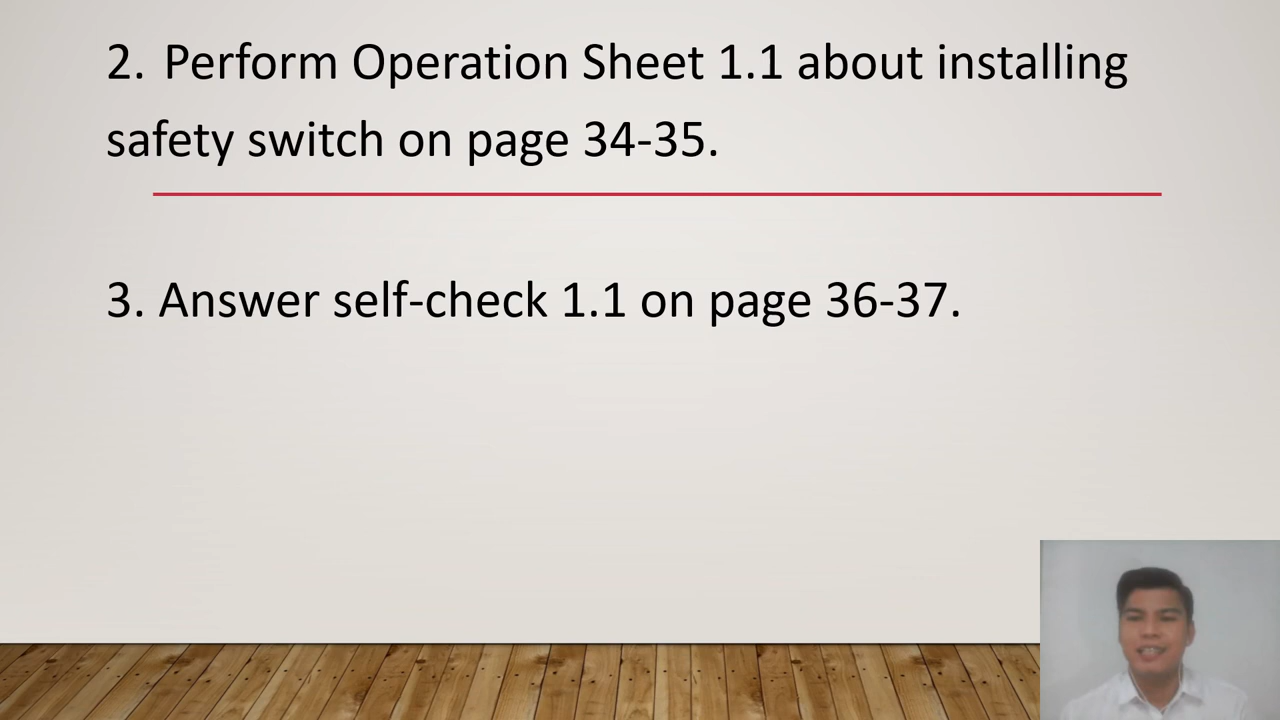 2. Perform Operation Sheet 1.1 about installing
safety switch on page 34-35.
3. Answer self-check 1.1 on page 36-37.